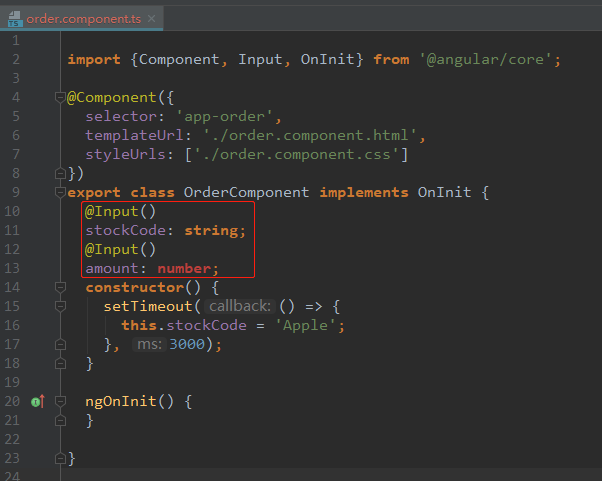 order.component.ts
1
2 import {Component, Input, OnInit} from '@angular/core';
3
4 @Component({
5 selector: 'app-order',
6 templateUrl: './order.component.html',
7 styleUrls: ['./order.component.css']
8 })
9 export class OrderComponent implements OnInit {
10 @Input()
11 stockCode: string;
12 @Input()
13 amount: number;
14 constructor() {
15 setTimeout( callback: () => {
16 this.stockCode = 'Apple';
17 }, ms: 3000);
18 }
19
20 ngOnInit() {
21 }
22
23 }
24